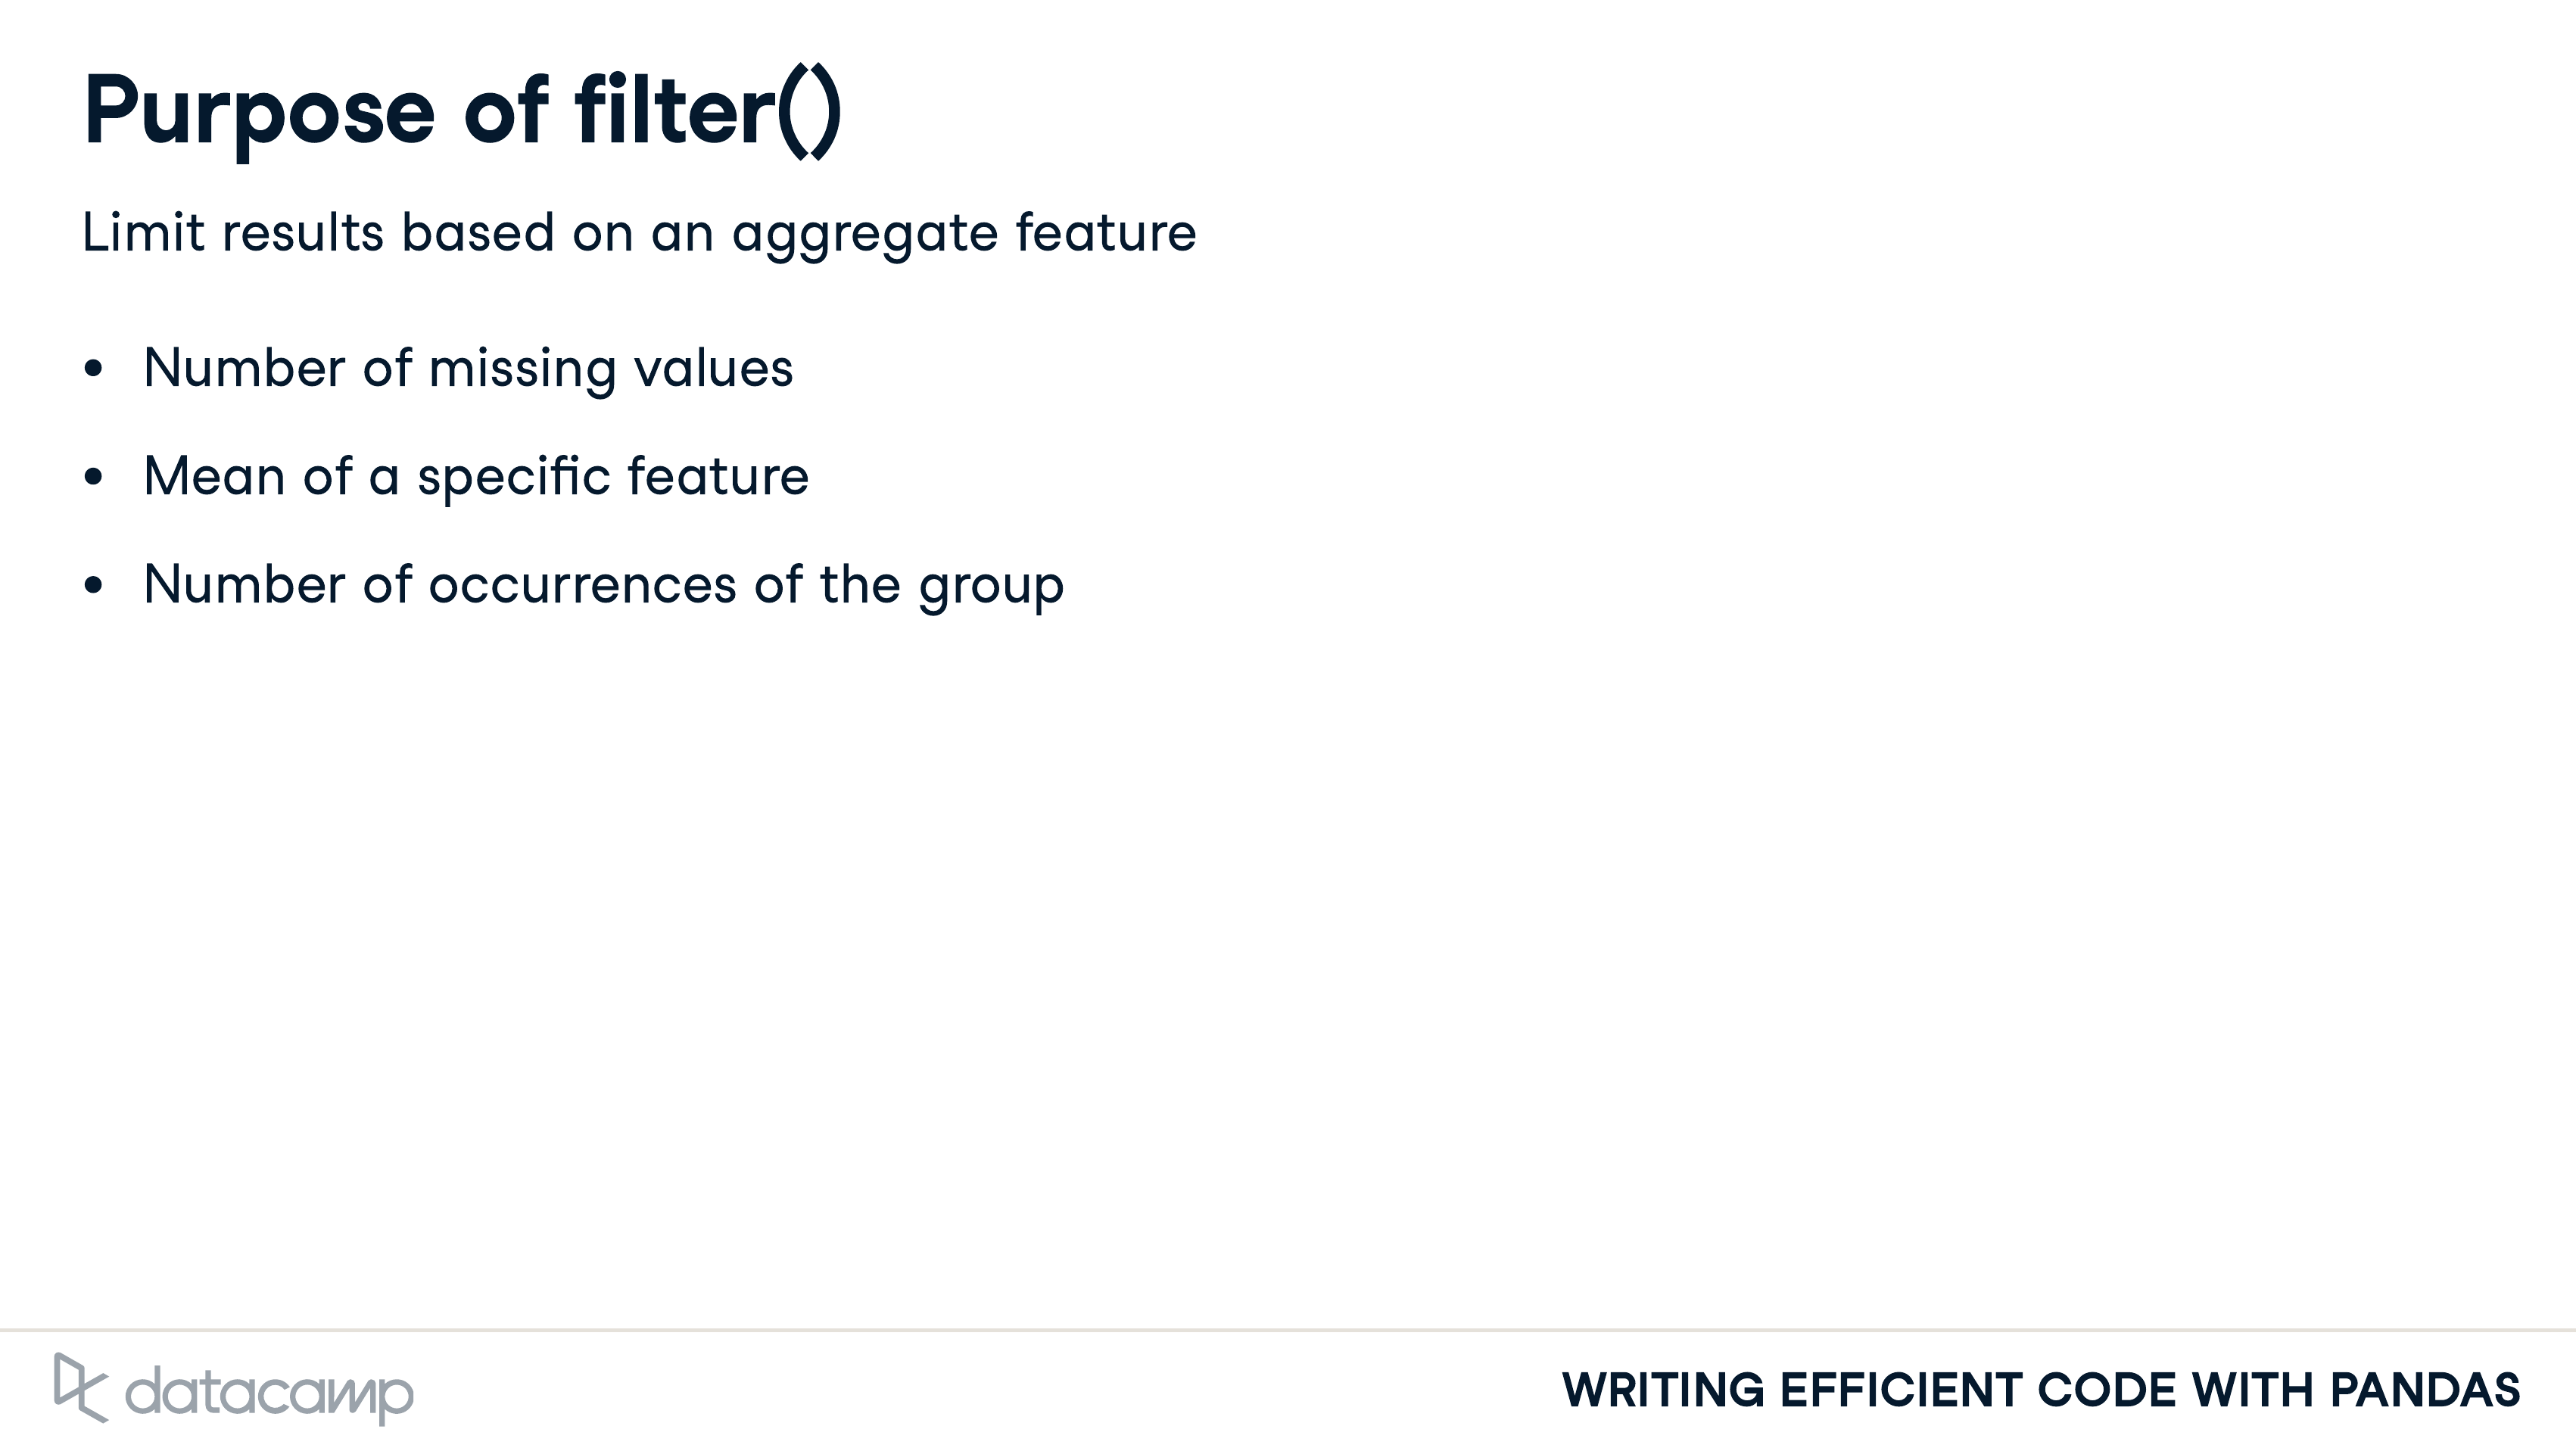 Purpose of filter()
Limit results based on an aggregate feature
• Number of missing values
• Mean of a specific feature
• Number of occurrences of the group
datacamp
WRITING EFFICIENT CODE WITH PANDAS